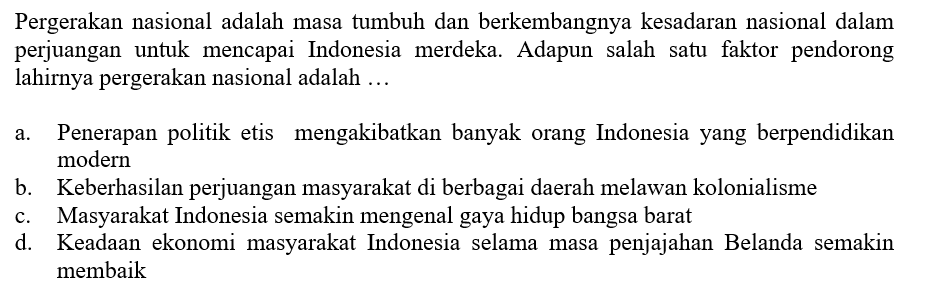 Pergerakan nasional adalah masa tumbuh dan berkembangnya kesadaran nasional dalam
perjuangan untuk mencapai Indonesia merdeka. Adapun salah satu faktor pendorong
lahirnya pergerakan nasional adalah …
a. Penerapan politik etis mengakibatkan banyak orang Indonesia yang berpendidikan
modern
b. Keberhasilan perjuangan masyarakat di berbagai daerah melawan kolonialisme
c. Masyarakat Indonesia semakin mengenal gaya hidup bangsa barat
d. Keadaan ekonomi masyarakat Indonesia selama masa penjajahan Belanda semakin
membaik